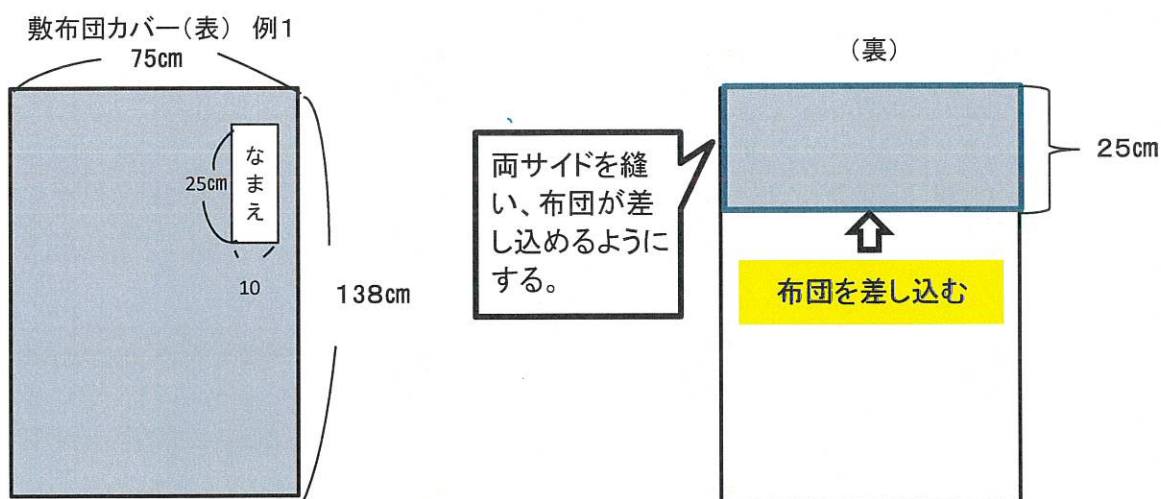 敷布団カバー(表) 例1
75㎝
なまえ
25㎝
10
138㎝
(裏)
両サイドを縫
い、布団が差
し込めるように
する。
25㎝
布団を差し込む